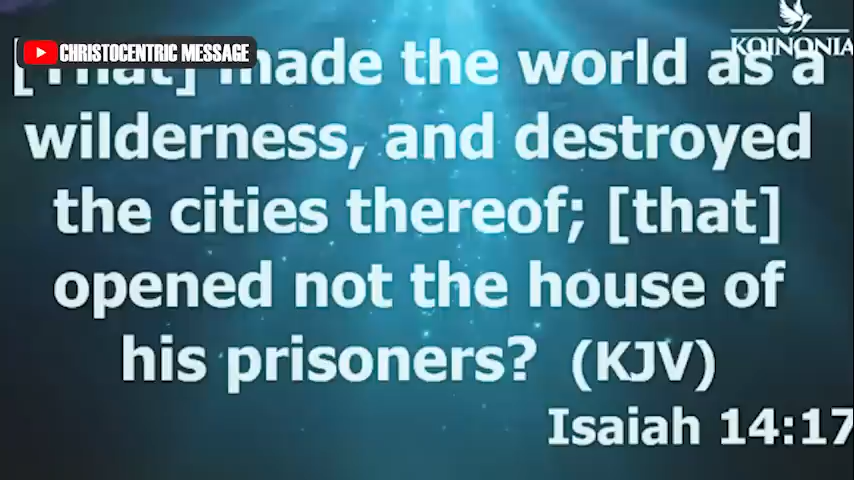 CHRISTOCENTRIC MESSAGE
KOINONIA
[That] made the world as a
wilderness, and destroyed
the cities thereof; [that]
opened not the house of
his prisoners? (KJV)
Isaiah 14:17